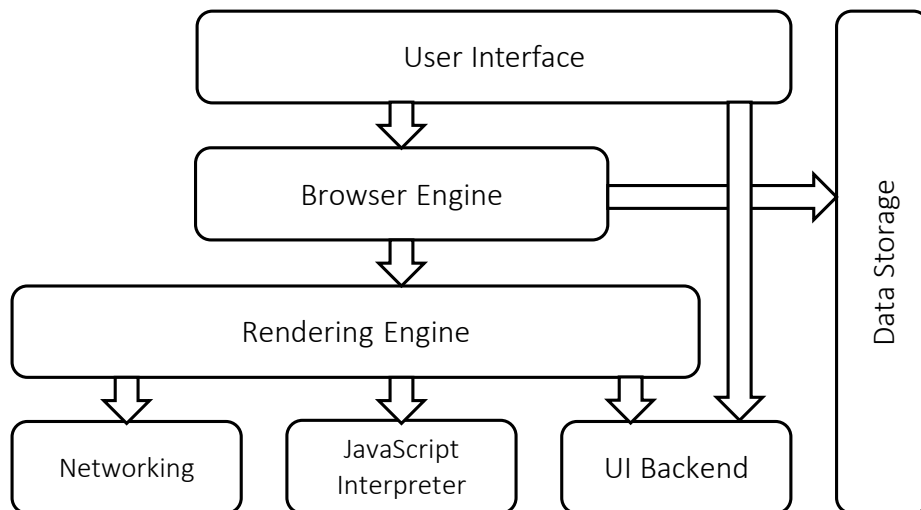 User Interface
Browser Engine
Rendering Engine
Networking
JavaScript
Interpreter
UI Backend
Data Storage